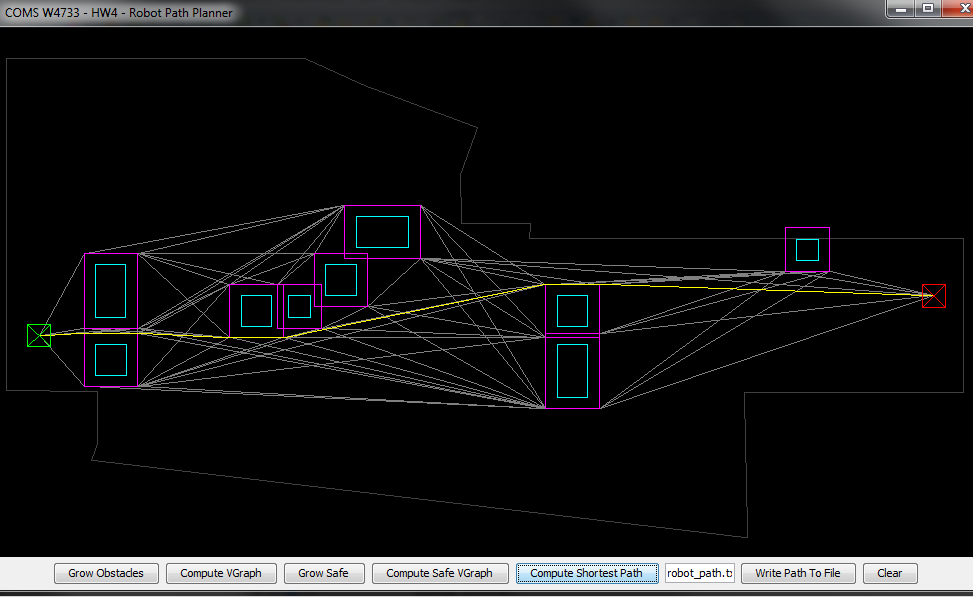 COMS W4733 - HW4 - Robot Path Planner
Grow Obstacles Compute VGraph Grow Safe Compute Safe VGraph Compute Shortest Path robot_path.t Write Path To File Clear